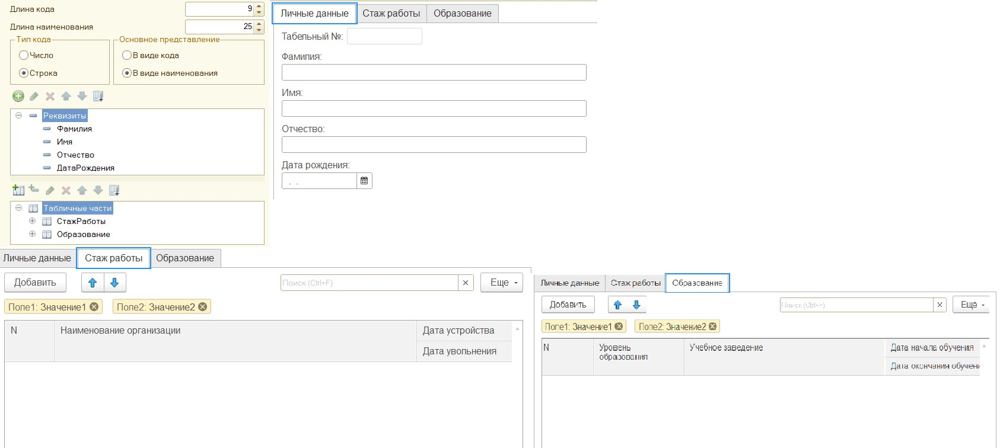 Длина кода 9
Длина наименования 25
Тип кода
Число
Строка
Основное представление
В виде кода
В виде наименования
Реквизиты
Фамилия
Имя
Отчество
ДатаРождения
Табличные части
СтажРаботы
Образование
Личные данные Стаж работы Образование
Табельный №:
Фамилия:
Имя:
Отчество:
Дата рождения:
. .
Личные данные Стаж работы Образование
Добавить Поиск (Ctrl+F) × Еще
Поле1: Значение1 Поле2: Значение2
N Наименование организации Дата устройства
Дата увольнения
Личные данные Стаж работы Образование
Добавить Поиск (Ctrl+F) × Еще
Поле1: Значение1 Поле2: Значение2
N Уровень Учебное заведение Дата начала обучения
образования
Дата окончания обучени